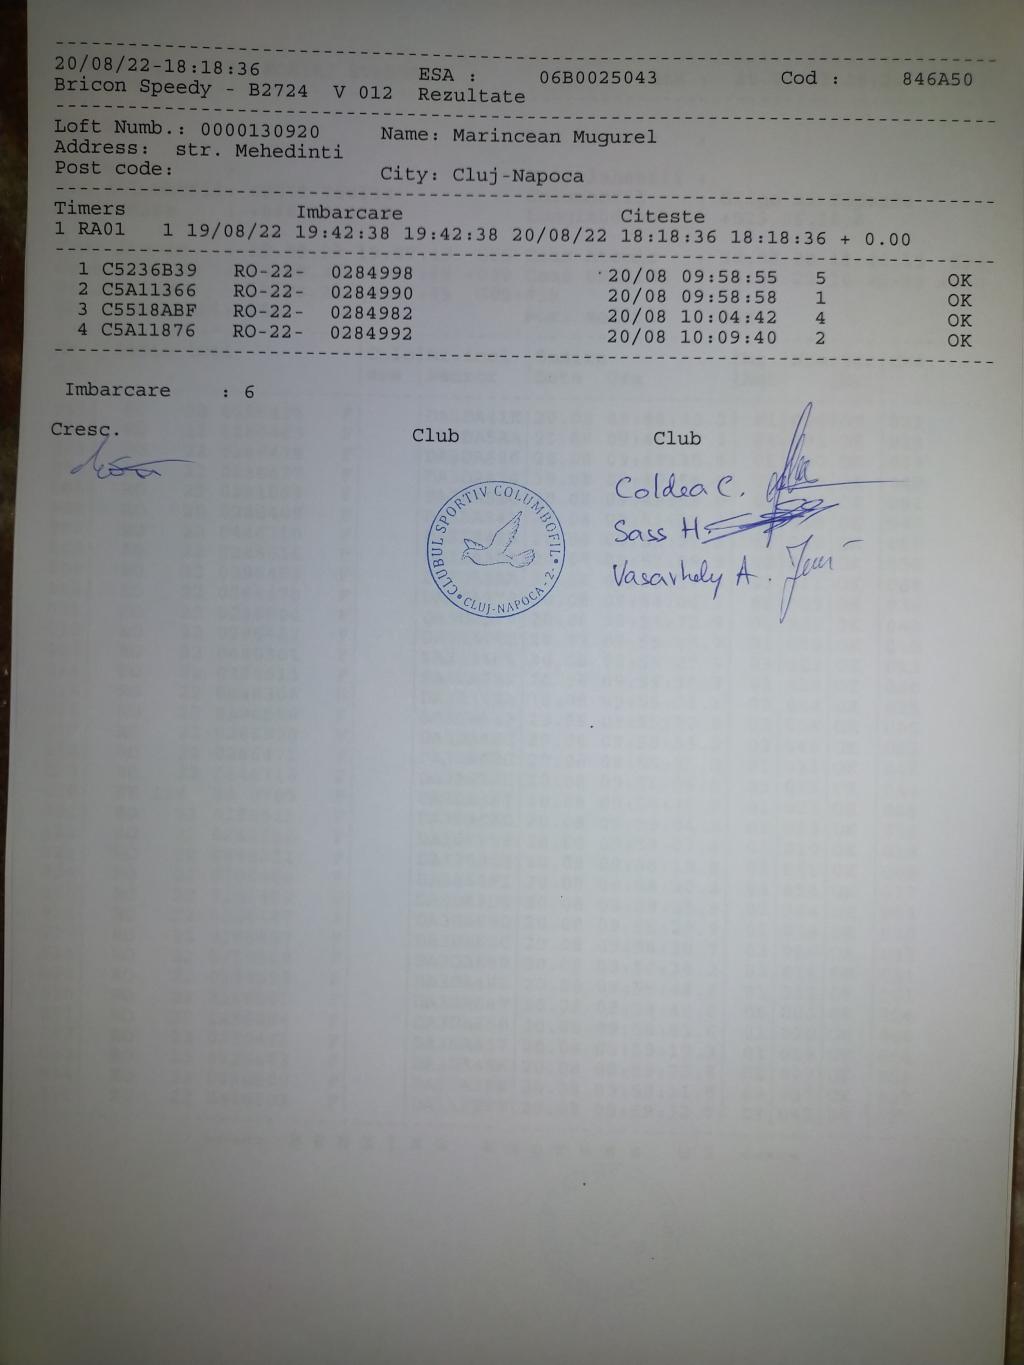 20/08/22-18:18:36 ESA : 06B0025043 Cod : 846A50
Bricon Speedy - B2724 V 012 Rezultate
Loft Numb.: 0000130920 Name: Marincean Mugurel
Address: str. Mehedinti
Post code: City: Cluj-Napoca
Timers Imbarcare Citeste
1 RA01 1 19/08/22 19:42:38 19:42:38 20/08/22 18:18:36 18:18:36 + 0.00
1 C5236B39 RO-22- 0284998 20/08 09:58:55 5 OK
2 C5A11366 RO-22- 0284990 20/08 09:58:58 1 OK
3 C5518ABF RO-22- 0284982 20/08 10:04:42 4 OK
4 C5A11876 RO-22- 0284992 20/08 10:09:40 2 OK
Imbarcare : 6
Cresc. Club Club
Coldea C.
Sass H
Vasarhely A.
CLUBUL SPORTIV COLUMBOFIL
CLUJ-NAPOCA -2-